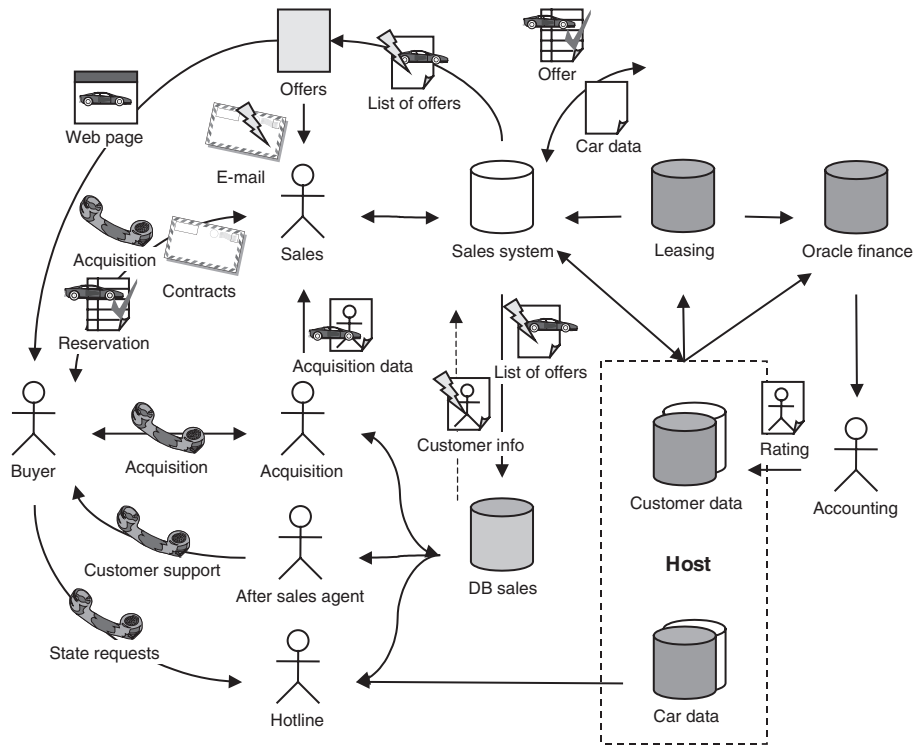 Offers
List of offers
Offer
Car data
Web page
E-mail
Acquisition
Contracts
Sales
Sales system
Leasing
Oracle finance
Reservation
Acquisition data
List of offers
Customer info
Rating
Buyer
Acquisition
Acquisition
Customer data
Accounting
Host
Customer support
After sales agent
DB sales
State requests
Hotline
Car data